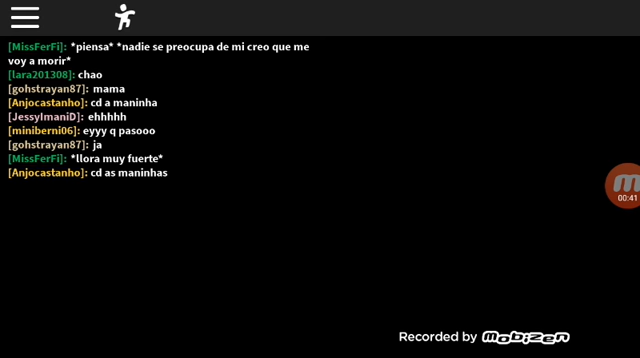 [MissFerFi]: *piensa* *nadie se preocupa de mi creo que me
voy a morir*
[lara201308]: chao
[gohstrayan87]: mama
[Anjocastanho]: cd a maninha
[JessyImaniD]: ehhhhh
[miniberni06]: eyyy q pasooo
[gohstrayan87]: ja
[MissFerFi]: *llora muy fuerte*
[Anjocastanho]: cd as maninhas
00:41
Recorded by mobizen